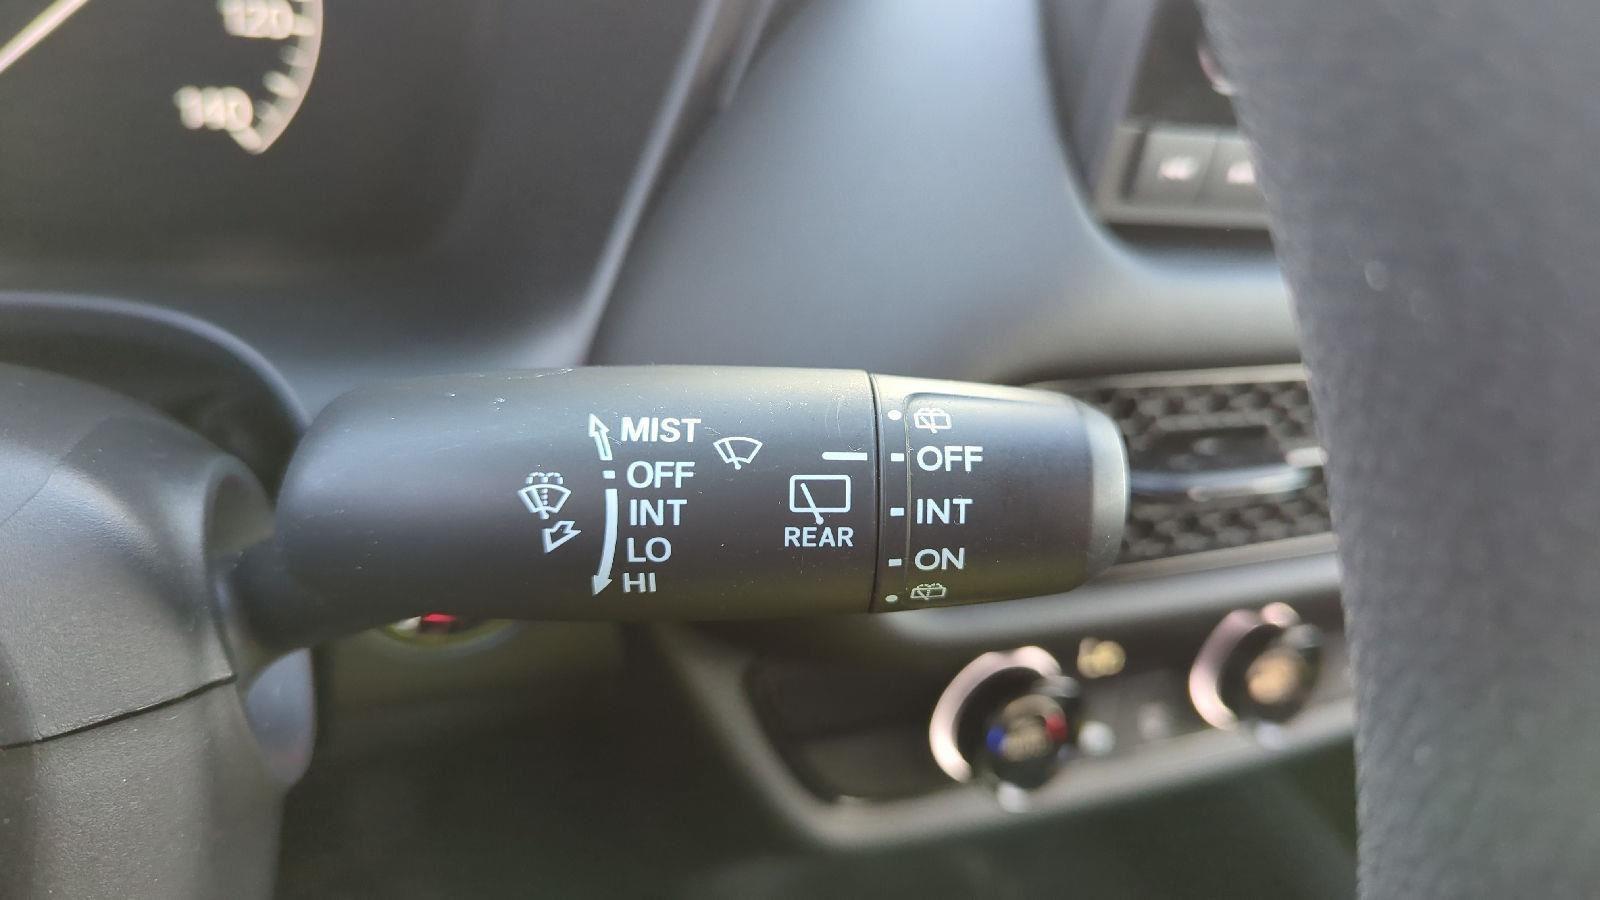 120
140
MIST
OFF
INT
LO
HI
REAR
OFF
INT
ON